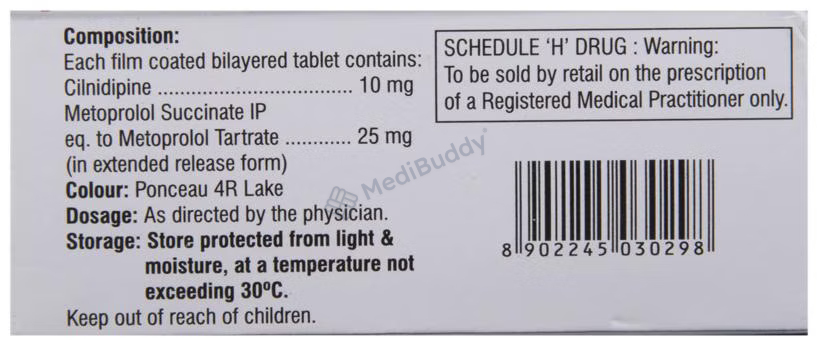 Composition:
Each film coated bilayered tablet contains:
Cilnidipine .................................. 10 mg
Metoprolol Succinate IP
eq. to Metoprolol Tartrate ............ 25 mg
(in extended release form)
Colour: Ponceau 4R Lake
Dosage: As directed by the physician.
Storage: Store protected from light &
moisture, at a temperature not
exceeding 30ºC.
Keep out of reach of children.
SCHEDULE ‘H’ DRUG : Warning:
To be sold by retail on the prescription
of a Registered Medical Practitioner only.
MediBuddy
8 902245 030298